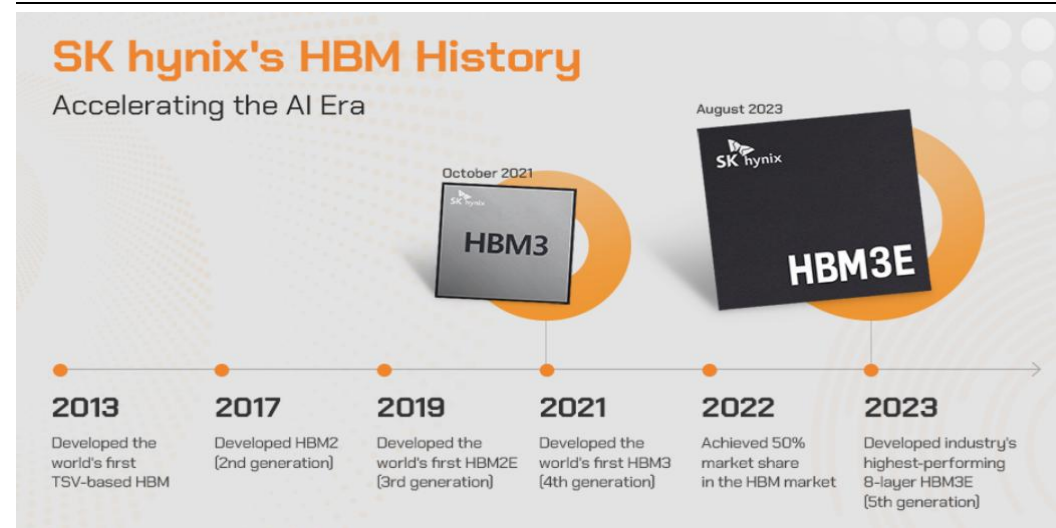 SK hynix's HBM History
Accelerating the AI Era
October 2021
SK hynix
HBM3
August 2023
SK hynix
HBM3E
2013
Developed the
world's first
TSV-based HBM
2017
Developed HBM2
(2nd generation)
2019
Developed the
world's first HBM2E
(3rd generation)
2021
Developed the
world's first HBM3
(4th generation)
2022
Achieved 50%
market share
in the HBM market
2023
Developed industry's
highest-performing
8-layer HBM3E
(5th generation)